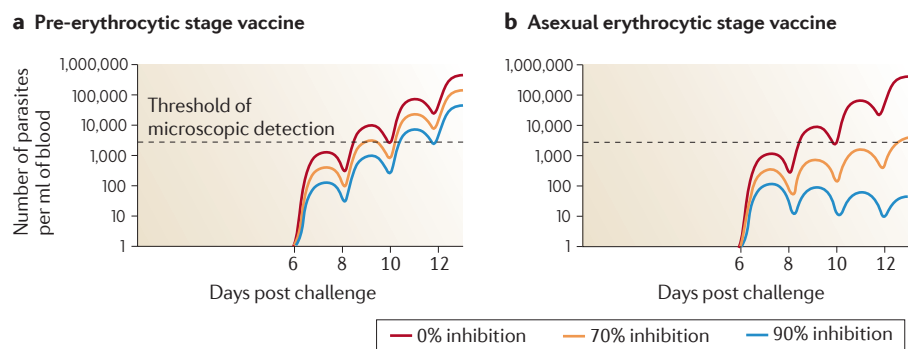 a Pre-erythrocytic stage vaccine
Number of parasites
per ml of blood
1,000,000
100,000
10,000
1,000
100
10
1
Threshold of
microscopic detection
6 8 10 12
Days post challenge
b Asexual erythrocytic stage vaccine
1,000,000
100,000
10,000
1,000
100
10
1
6 8 10 12
Days post challenge
0% inhibition 70% inhibition 90% inhibition